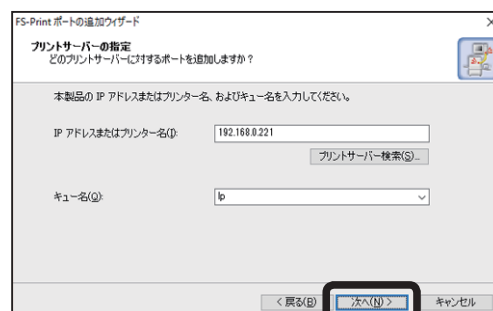 FS-Print ポートの追加ウィザード
プリントサーバーの指定
どのプリントサーバーに対するポートを追加しますか？
本製品の IP アドレスまたはプリンター名、およびキュー名を入力してください。
IP アドレスまたはプリンター名(I):
192.168.0.221
プリントサーバー検索(S)...
キュー名(Q):
lp
< 戻る(B)
次へ(N) >
キャンセル